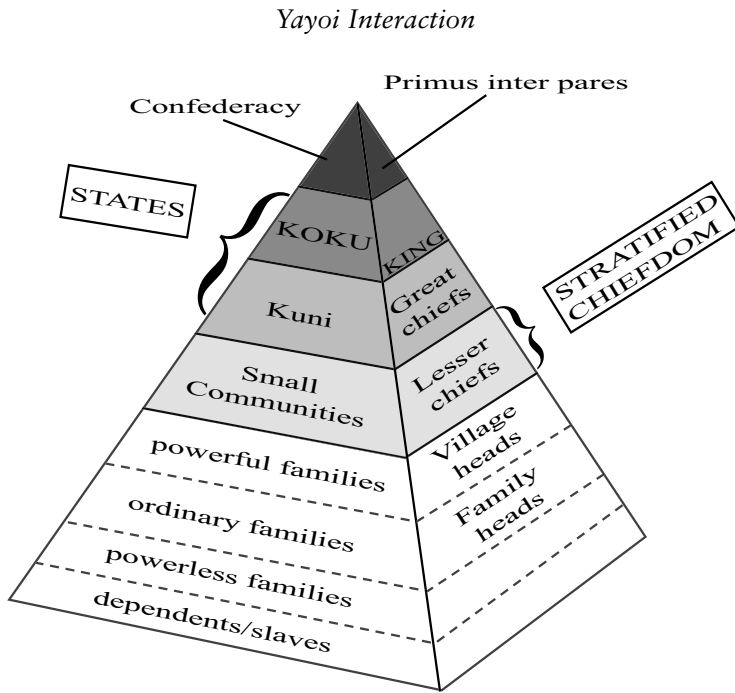 Yayoi Interaction
Confederacy
Primus inter pares
STATES
KOKU
KING
STRATIFIED
CHIEFDOM
Kuni
Great
chiefs
Small
Communities
Lesser
chiefs
powerful families
Village
heads
ordinary families
Family
heads
powerless families
dependents/slaves